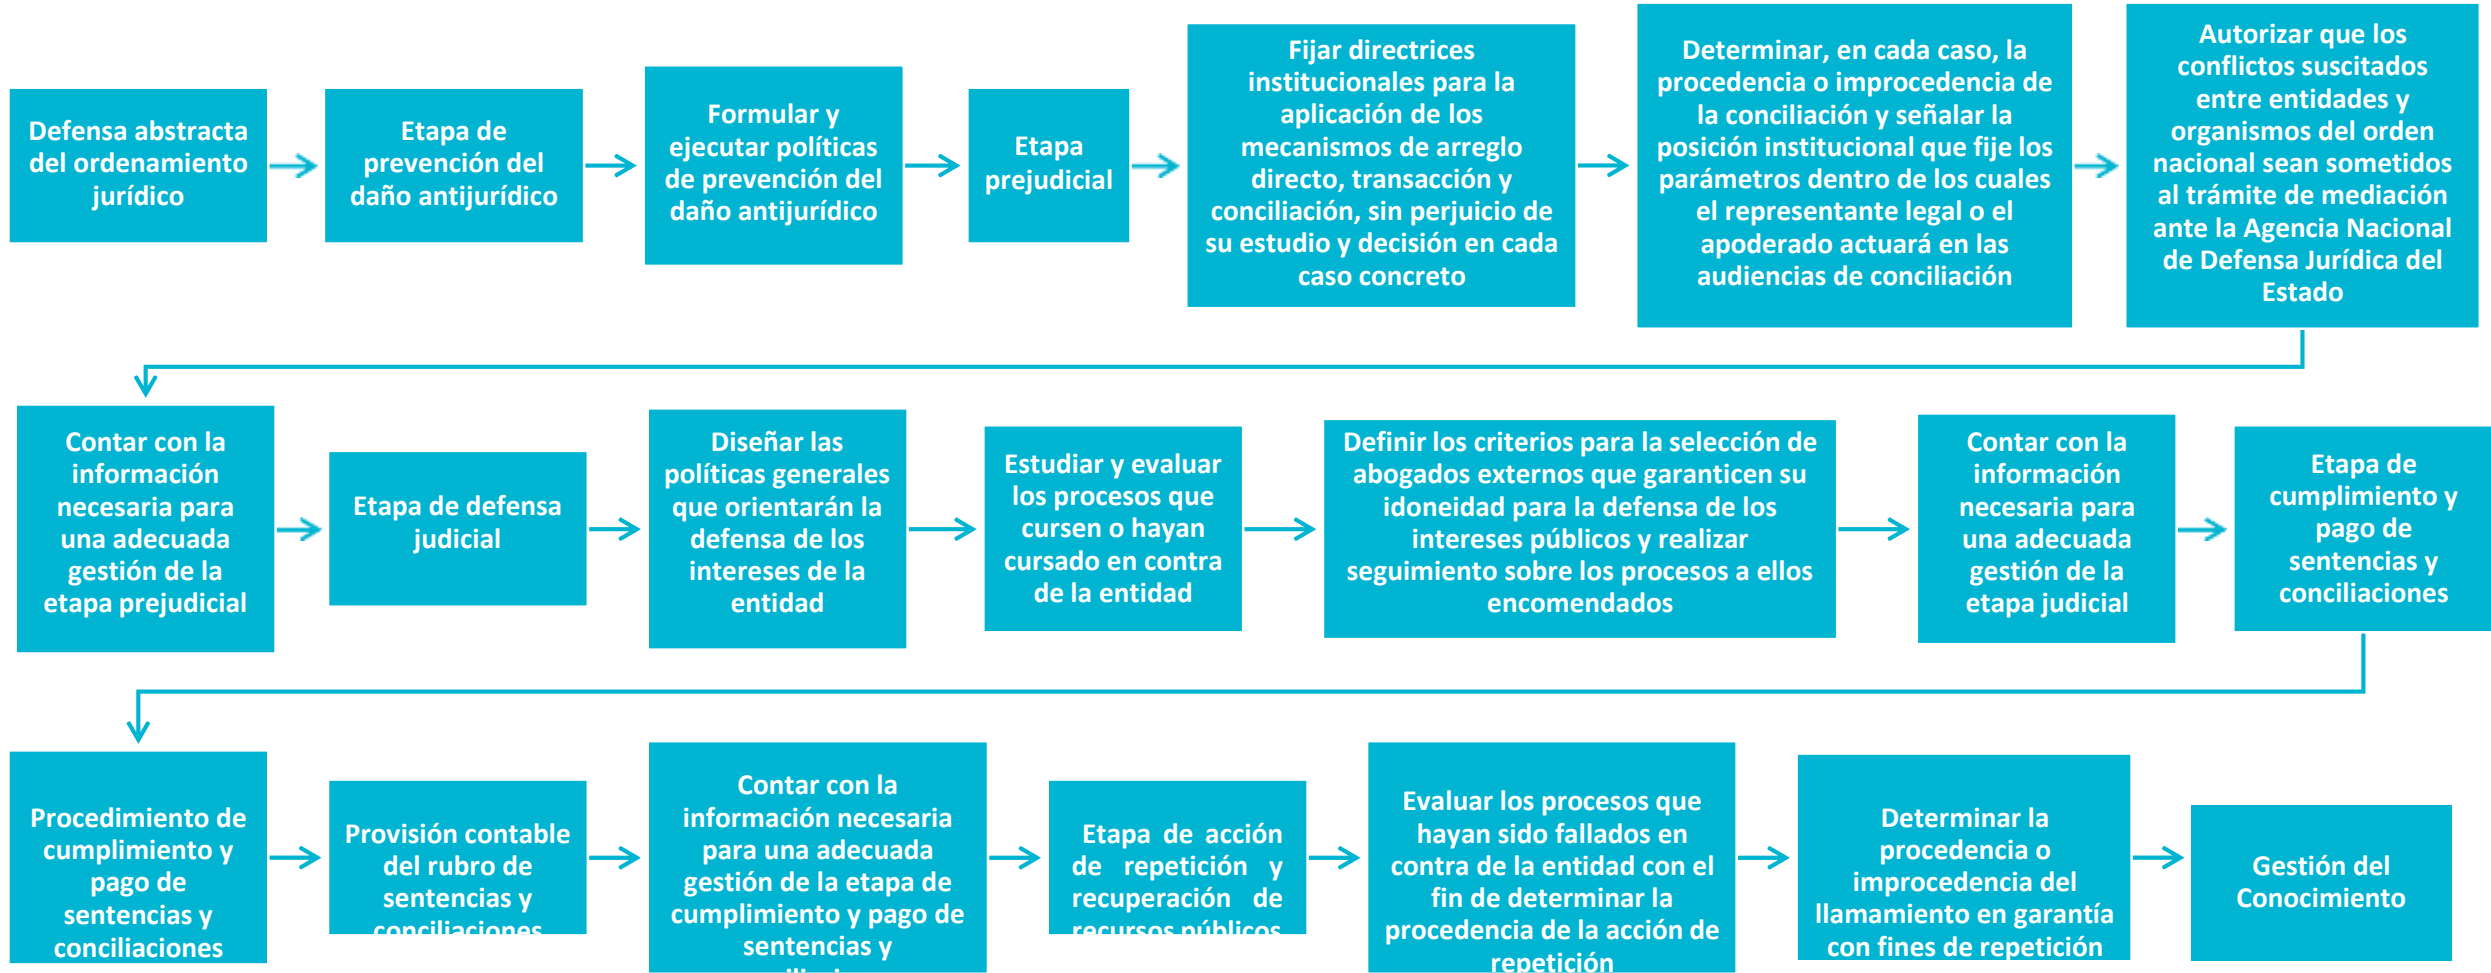 Defensa abstracta
del ordenamiento
jurídico
Etapa de
prevención del
daño antijurídico
Formular y
ejecutar políticas
de prevención del
daño antijurídico
Etapa
prejudicial
Fijar directrices
institucionales para la
aplicación de los
mecanismos de arreglo
directo, transacción y
conciliación, sin perjuicio de
su estudio y decisión en cada
caso concreto
Determinar, en cada caso, la
procedencia o improcedencia de
la conciliación y señalar la
posición institucional que fije los
parámetros dentro de los cuales
el representante legal o el
apoderado actuará en las
audiencias de conciliación
Autorizar que los
conflictos suscitados
entre entidades y
organismos del orden
nacional sean sometidos
al trámite de mediación
ante la Agencia Nacional
de Defensa Jurídica del
Estado
Contar con la
información
necesaria para
una adecuada
gestión de la
etapa prejudicial
Etapa de defensa
judicial
Diseñar las
políticas generales
que orientarán la
defensa de los
intereses de la
entidad
Estudiar y evaluar
los procesos que
cursen o hayan
cursado en contra
de la entidad
Definir los criterios para la selección de
abogados externos que garanticen su
idoneidad para la defensa de los
intereses públicos y realizar
seguimiento sobre los procesos a ellos
encomendados
Contar con la
información
necesaria para
una adecuada
gestión de la
etapa judicial
Etapa de
cumplimiento y
pago de
sentencias y
conciliaciones
Procedimiento de
cumplimiento y
pago de
sentencias y
conciliaciones
Provisión contable
del rubro de
sentencias y
conciliaciones
Contar con la
información necesaria
para una adecuada
gestión de la etapa de
cumplimiento y pago de
sentencias y
Etapa de acción
de repetición y
recuperación de
recursos públicos
Evaluar los procesos que
hayan sido fallados en
contra de la entidad con el
fin de determinar la
procedencia de la acción de
repetición
Determinar la
procedencia o
improcedencia del
llamamiento en garantía
con fines de repetición
Gestión del
Conocimiento